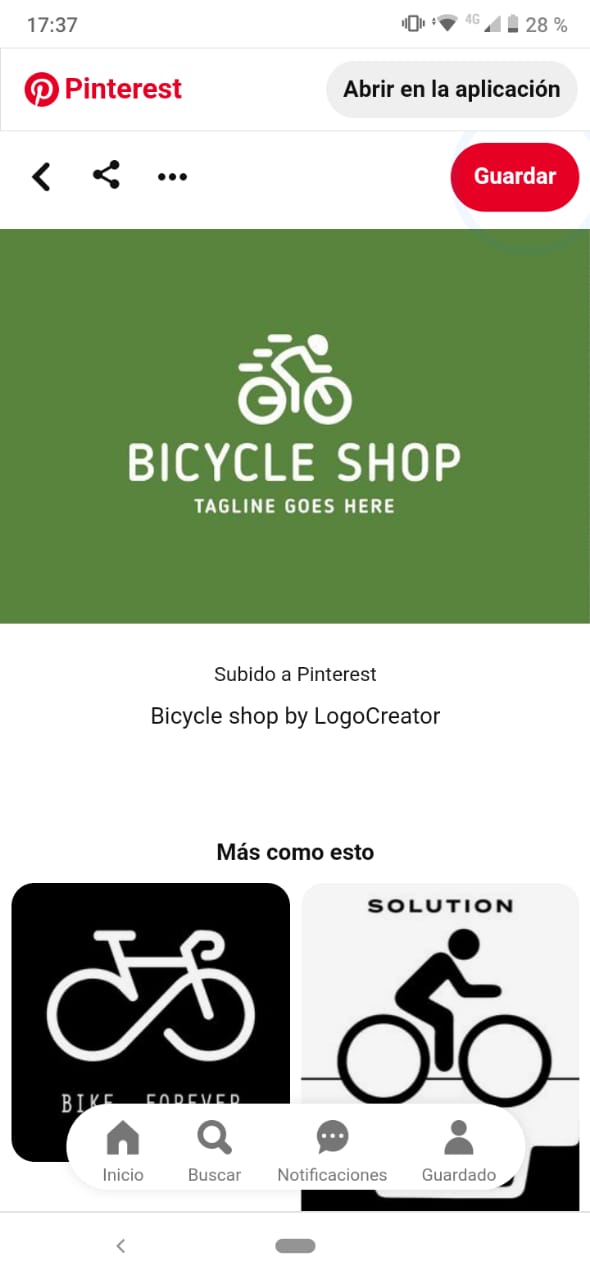 17:37
4G
28 %
Pinterest
Abrir en la aplicación
Guardar
BICYCLE SHOP
TAGLINE GOES HERE
Subido a Pinterest
Bicycle shop by LogoCreator
Más como esto
SOLUTION
BIKE FOREVER
Inicio
Buscar
Notificaciones
Guardado